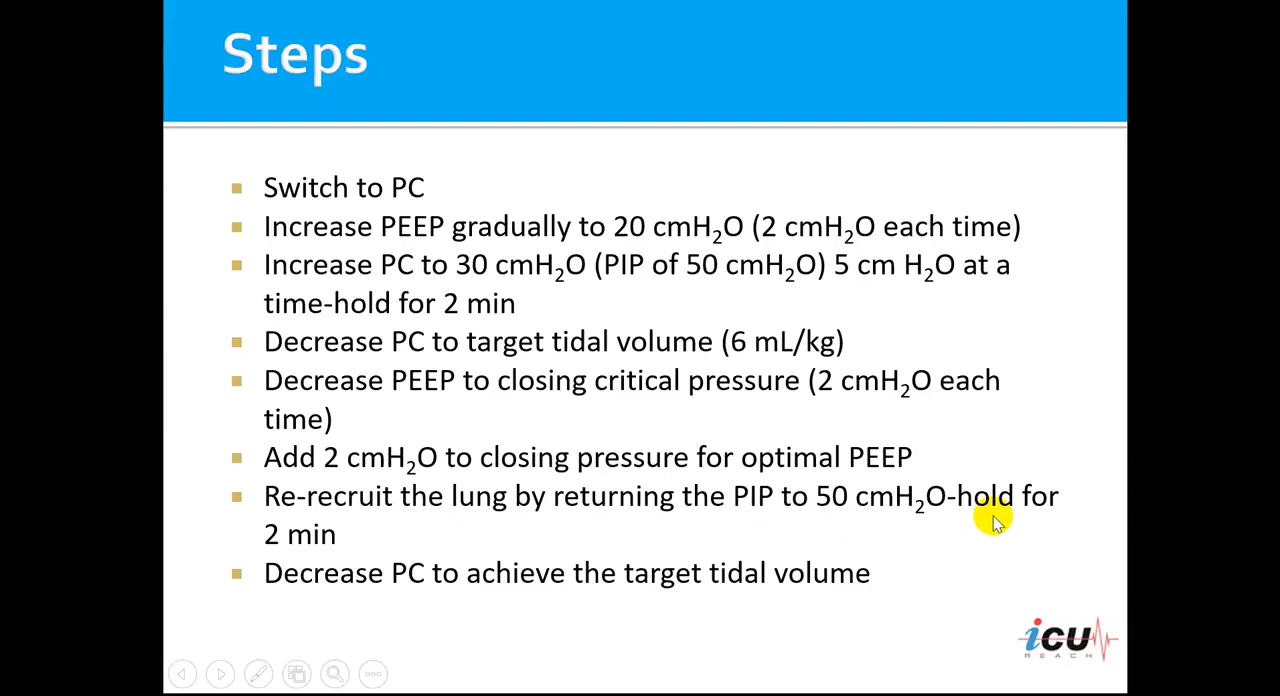 Steps
Switch to PC
Increase PEEP gradually to 20 cmH₂O (2 cmH₂O each time)
Increase PC to 30 cmH₂O (PIP of 50 cmH₂O) 5 cm H₂O at a
time-hold for 2 min
Decrease PC to target tidal volume (6 mL/kg)
Decrease PEEP to closing critical pressure (2 cmH₂O each
time)
Add 2 cmH₂O to closing pressure for optimal PEEP
Re-recruit the lung by returning the PIP to 50 cmH₂O-hold for
2 min
Decrease PC to achieve the target tidal volume
iCU
REACH